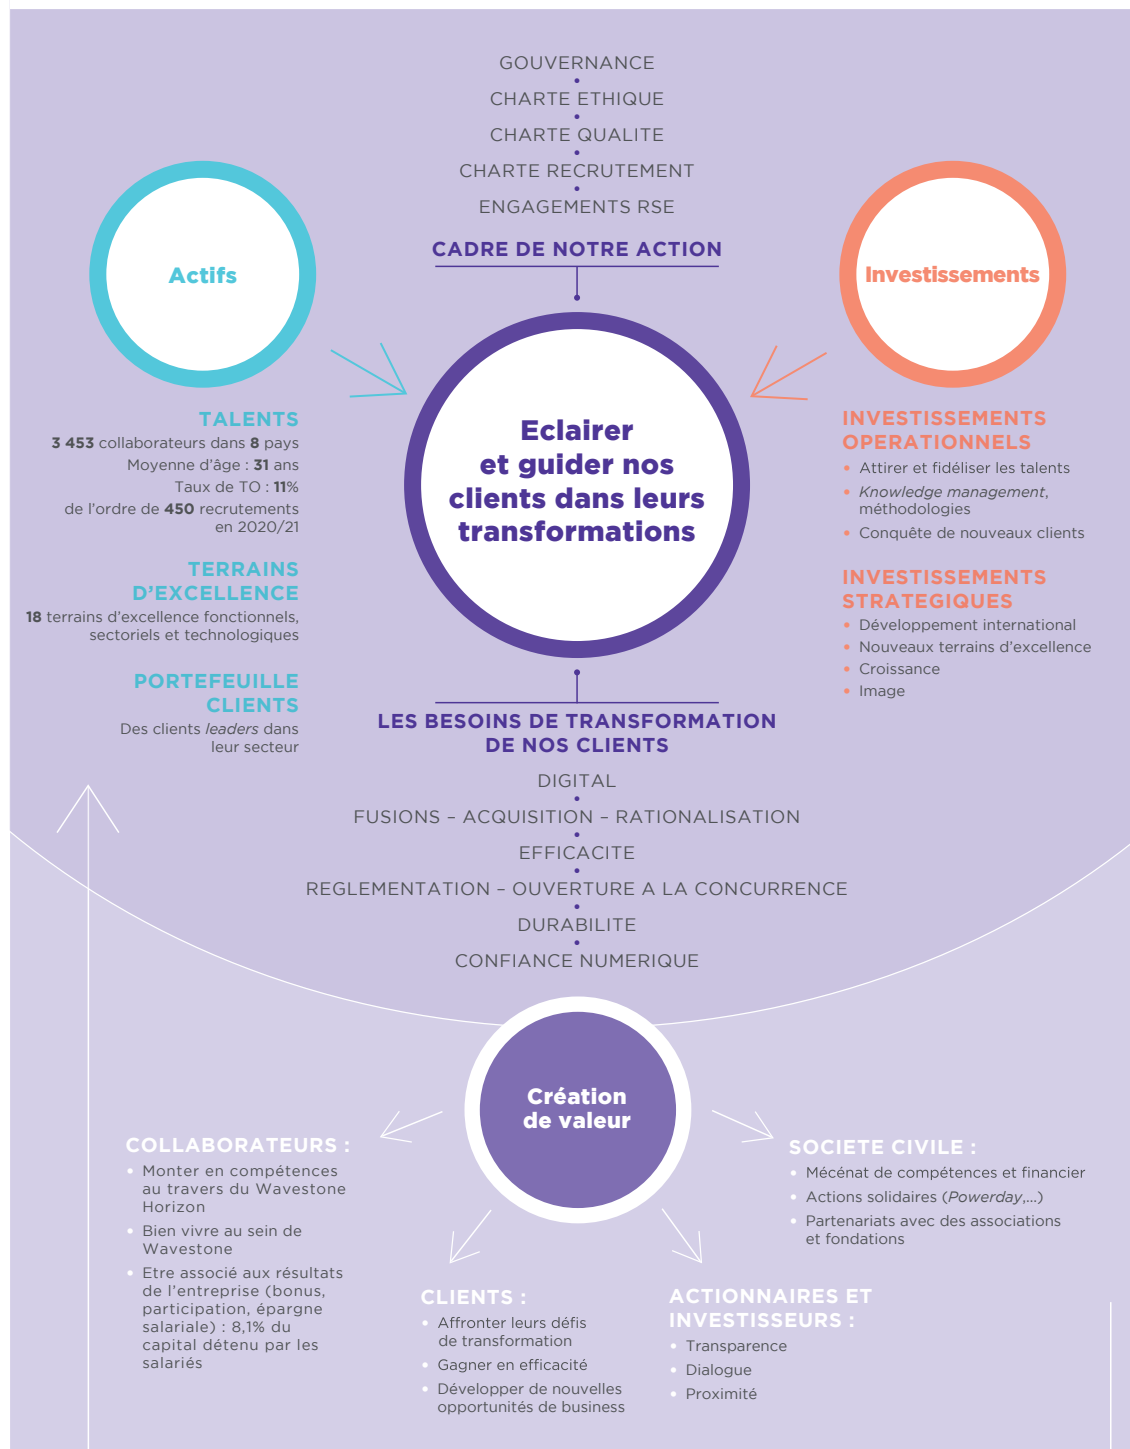 GOUVERNANCE
•
CHARTE ETHIQUE
•
CHARTE QUALITE
•
CHARTE RECRUTEMENT
•
ENGAGEMENTS RSE
CADRE DE NOTRE ACTION
Actifs
Investissements
Eclairer
et guider nos
clients dans leurs
transformations
TALENTS
3 453 collaborateurs dans 8 pays
Moyenne d’âge : 31 ans
Taux de TO : 11%
de l’ordre de 450 recrutements
en 2020/21
TERRAINS
D’EXCELLENCE
18 terrains d’excellence fonctionnels,
sectoriels et technologiques
PORTEFEUILLE
CLIENTS
Des clients leaders dans
leur secteur
INVESTISSEMENTS
OPERATIONNELS
• Attirer et fidéliser les talents
• Knowledge management,
méthodologies
• Conquête de nouveaux clients
INVESTISSEMENTS
STRATEGIQUES
• Développement international
• Nouveaux terrains d’excellence
• Croissance
• Image
LES BESOINS DE TRANSFORMATION
DE NOS CLIENTS
DIGITAL
•
FUSIONS – ACQUISITION – RATIONALISATION
•
EFFICACITE
•
REGLEMENTATION – OUVERTURE A LA CONCURRENCE
•
DURABILITE
•
CONFIANCE NUMERIQUE
Création
de valeur
COLLABORATEURS :
• Monter en compétences
au travers du Wavestone
Horizon
• Bien vivre au sein de
Wavestone
• Etre associé aux résultats
de l’entreprise (bonus,
participation, épargne
salariale) : 8,1% du
capital détenu par les
salariés
CLIENTS :
• Affronter leurs défis
de transformation
• Gagner en efficacité
• Développer de nouvelles
opportunités de business
ACTIONNAIRES ET
INVESTISSEURS :
• Transparence
• Dialogue
• Proximité
SOCIETE CIVILE :
• Mécénat de compétences et financier
• Actions solidaires (Powerday,...)
• Partenariats avec des associations
et fondations